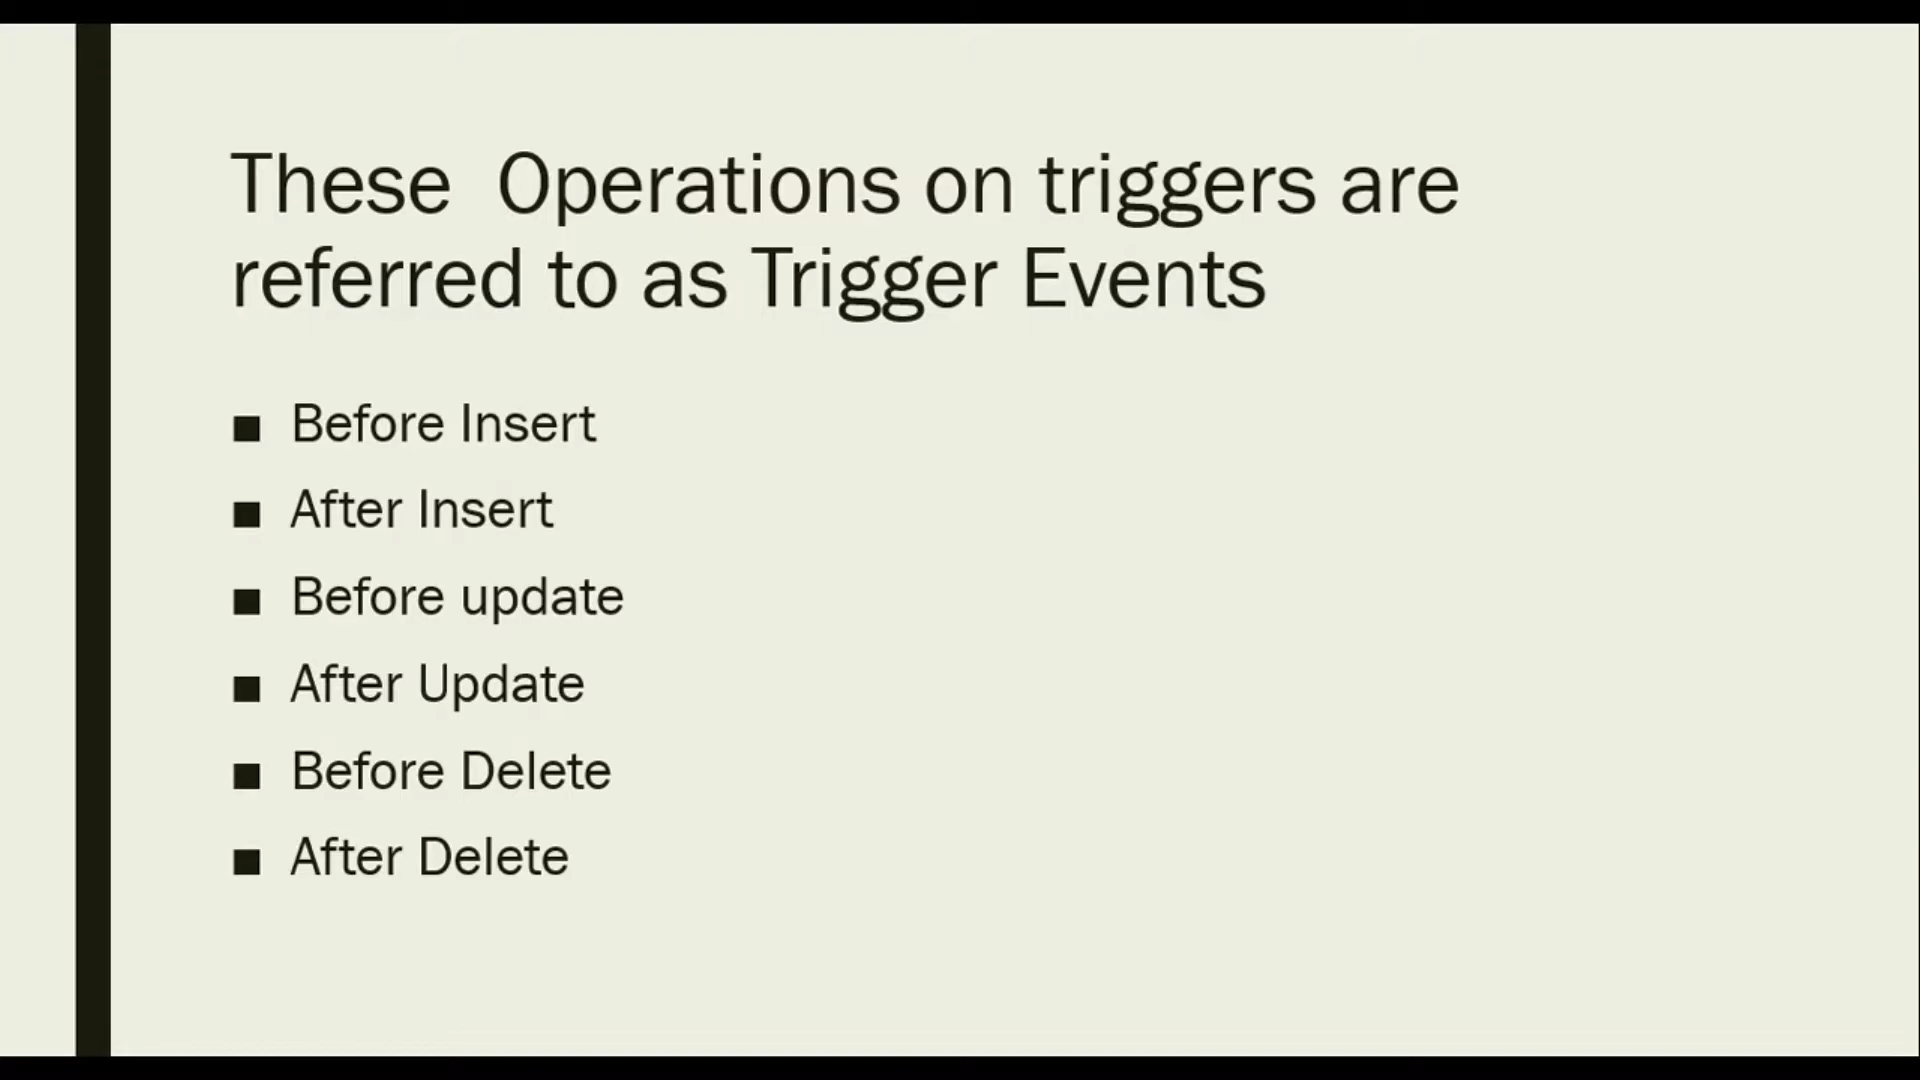 These  Operations on triggers are
referred to as Trigger Events
■ Before Insert
■ After Insert
■ Before update
■ After Update
■ Before Delete
■ After Delete